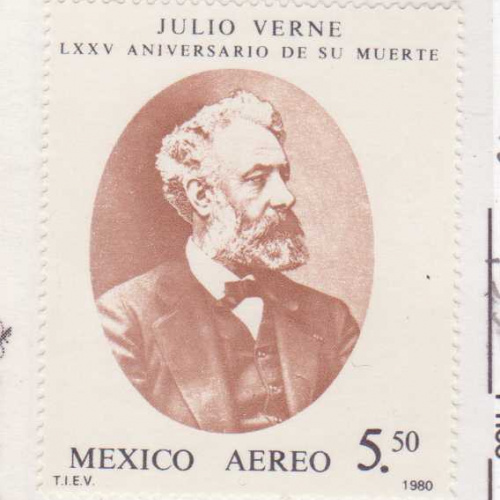 JULIO VERNE
LXXV ANIVERSARIO DE SU MUERTE
MEXICO AEREO 5.50
T.I.E.V. 1980